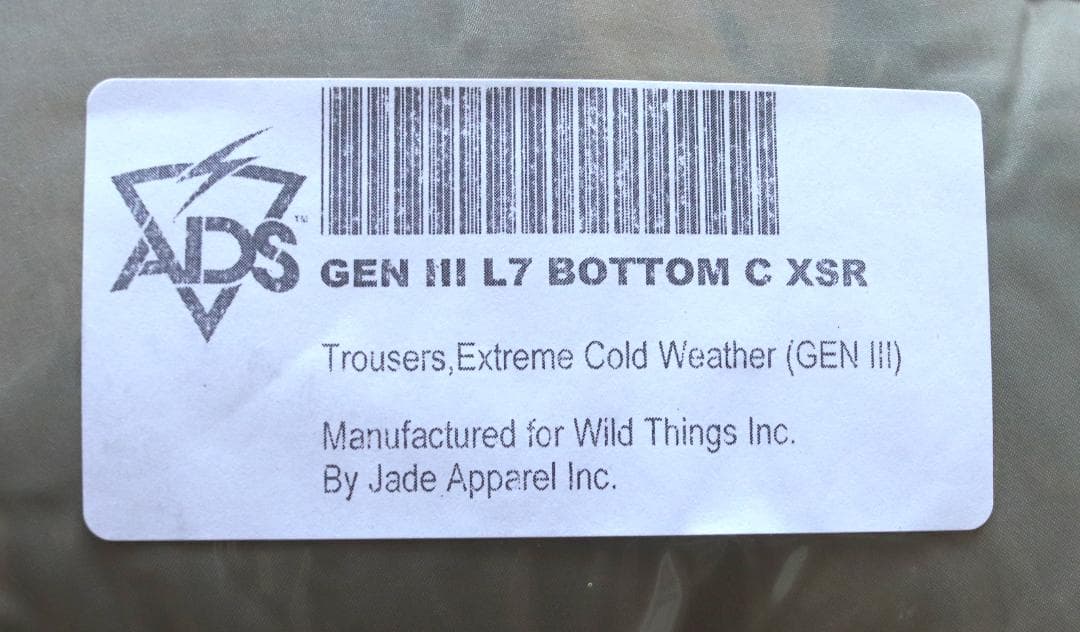 ADS™
GEN III L7 BOTTOM C XSR
Trousers,Extreme Cold Weather (GEN III)
Manufactured for Wild Things Inc.
By Jade Apparel Inc.